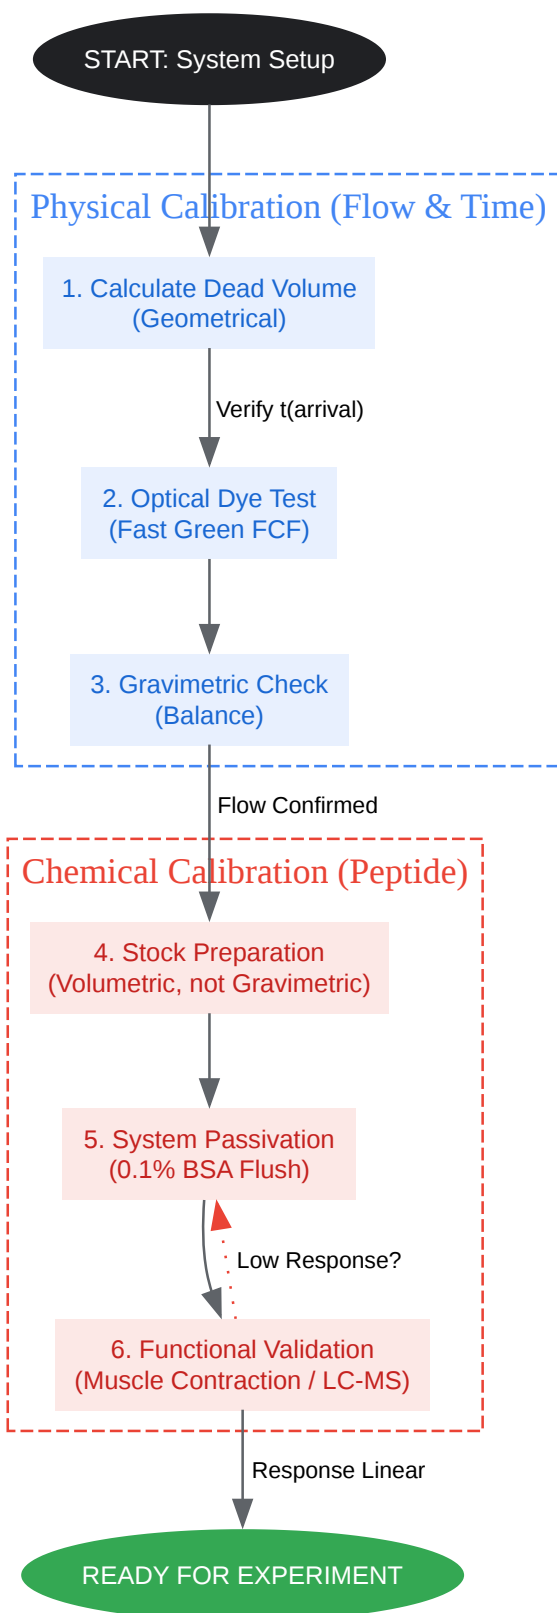 START: System Setup
Physical Calibration (Flow & Time)
1. Calculate Dead Volume
(Geometrical)
Verify t(arrival)
2. Optical Dye Test
(Fast Green FCF)
3. Gravimetric Check
(Balance)
Flow Confirmed
Chemical Calibration (Peptide)
4. Stock Preparation
(Volumetric, not Gravimetric)
5. System Passivation
(0.1% BSA Flush)
Low Response?
6. Functional Validation
(Muscle Contraction / LC-MS)
Response Linear
READY FOR EXPERIMENT